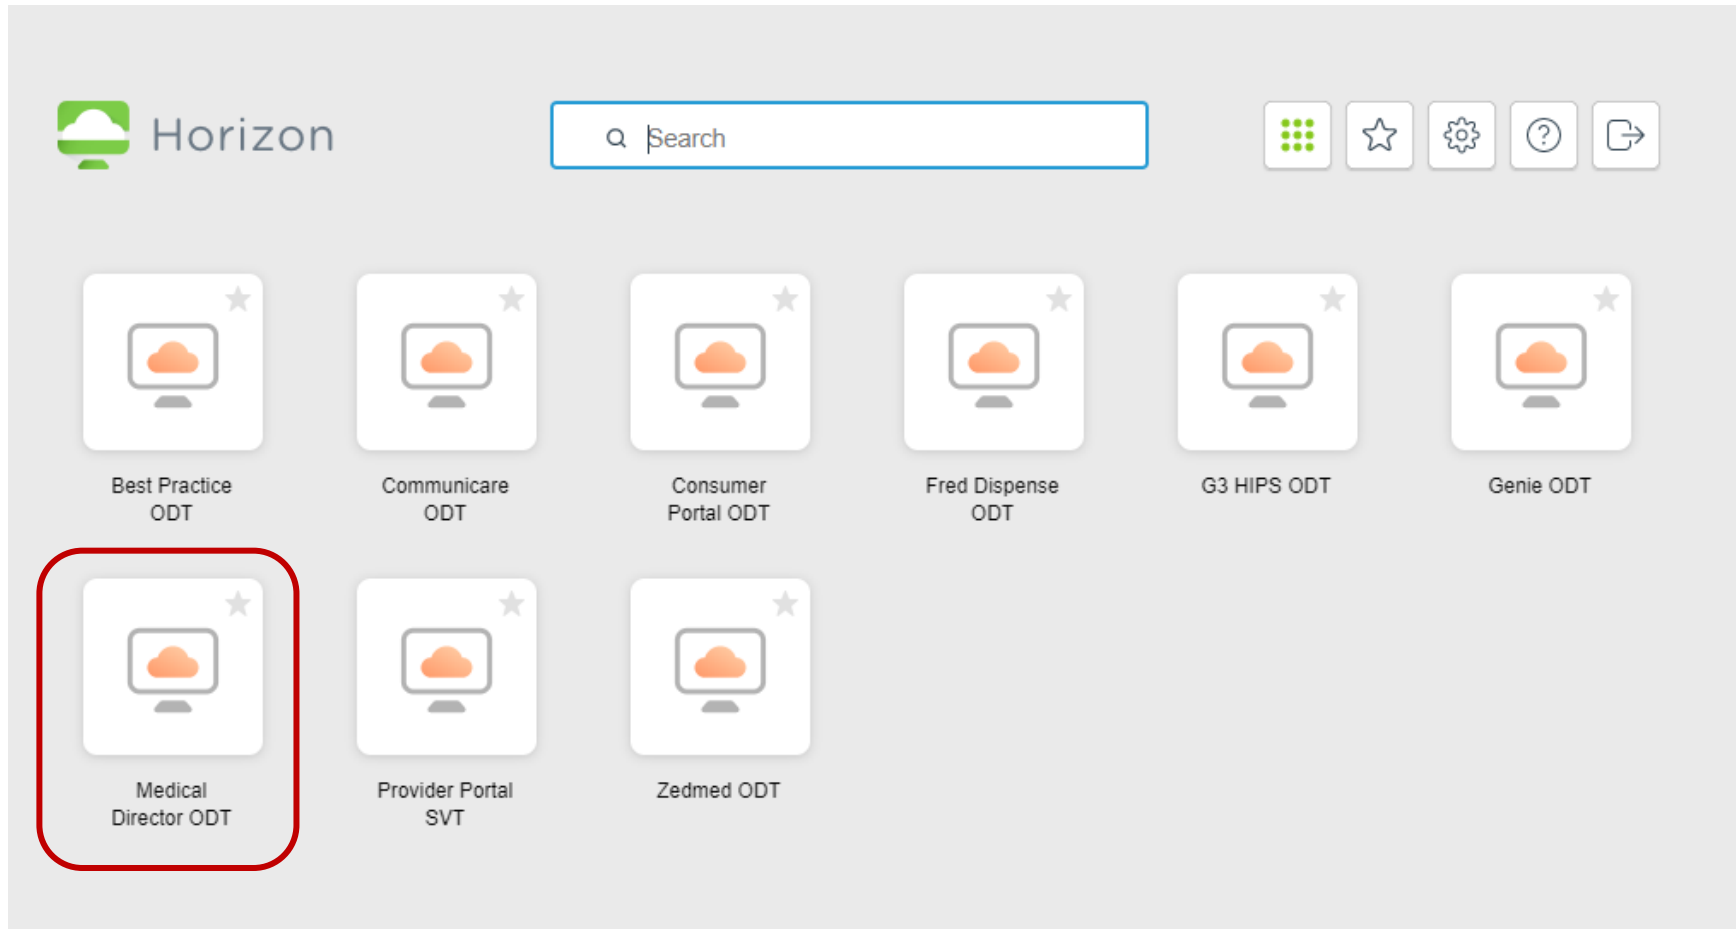 Horizon
Search
Best Practice
ODT
Communicare
ODT
Consumer
Portal ODT
Fred Dispense
ODT
G3 HIPS ODT
Genie ODT
Medical
Director ODT
Provider Portal
SVT
Zedmed ODT